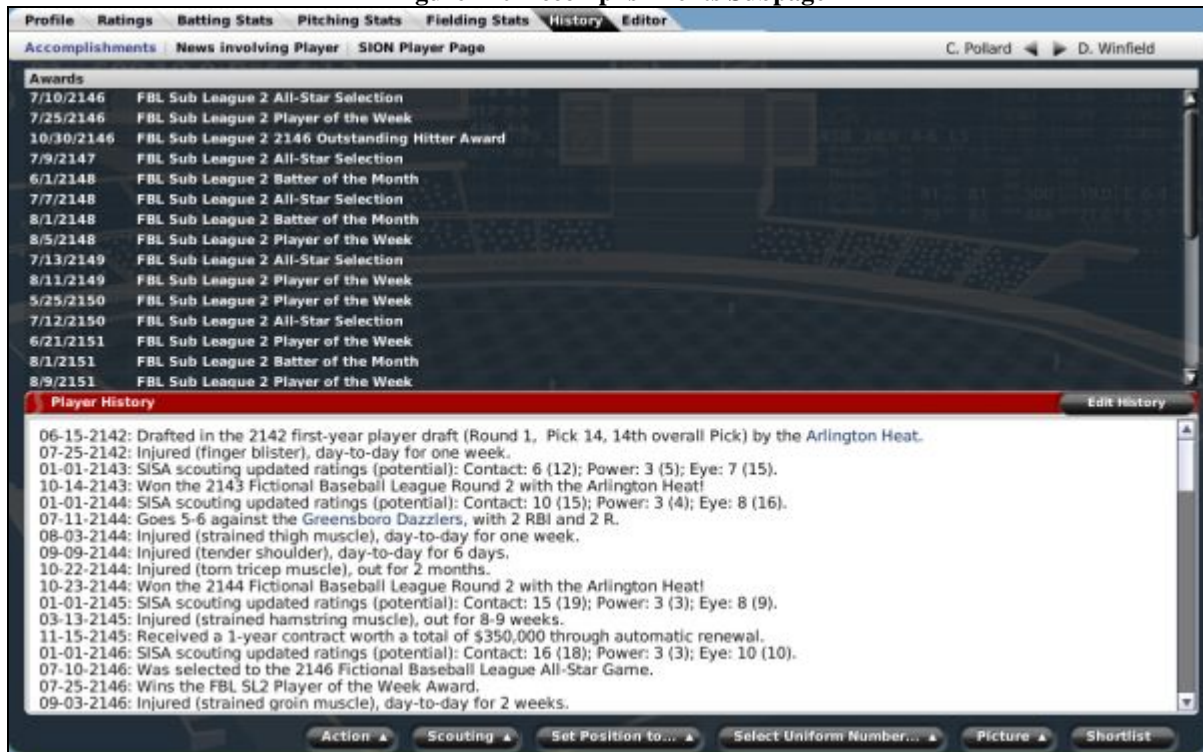 Profile Ratings Batting Stats Pitching Stats Fielding Stats History Editor
Accomplishments News involving Player SION Player Page C. Pollard D. Winfield
Awards
7/10/2146 FBL Sub League 2 All-Star Selection
7/25/2146 FBL Sub League 2 Player of the Week
10/30/2146 FBL Sub League 2 2146 Outstanding Hitter Award
7/9/2147 FBL Sub League 2 All-Star Selection
6/1/2148 FBL Sub League 2 Batter of the Month
7/7/2148 FBL Sub League 2 All-Star Selection
8/1/2148 FBL Sub League 2 Batter of the Month
8/5/2148 FBL Sub League 2 Player of the Week
7/13/2149 FBL Sub League 2 All-Star Selection
8/11/2149 FBL Sub League 2 Player of the Week
5/25/2150 FBL Sub League 2 Player of the Week
7/12/2150 FBL Sub League 2 All-Star Selection
6/21/2151 FBL Sub League 2 Player of the Week
8/1/2151 FBL Sub League 2 Batter of the Month
8/9/2151 FBL Sub League 2 Player of the Week
Player History Edit History
06-15-2142: Drafted in the 2142 first-year player draft (Round 1, Pick 14, 14th overall Pick) by the Arlington Heat.
07-25-2142: Injured (finger blister), day-to-day for one week.
01-01-2143: SISA scouting updated ratings (potential): Contact: 6 (12); Power: 3 (5); Eye: 7 (15).
10-14-2143: Won the 2143 Fictional Baseball League Round 2 with the Arlington Heat!
01-01-2144: SISA scouting updated ratings (potential): Contact: 10 (15); Power: 3 (4); Eye: 8 (16).
07-11-2144: Goes 5-6 against the Greensboro Dazzlers, with 2 RBI and 2 R.
08-03-2144: Injured (strained thigh muscle), day-to-day for one week.
09-09-2144: Injured (tender shoulder), day-to-day for 6 days.
10-22-2144: Injured (torn tricep muscle), out for 2 months.
10-23-2144: Won the 2144 Fictional Baseball League Round 2 with the Arlington Heat!
01-01-2145: SISA scouting updated ratings (potential): Contact: 15 (19); Power: 3 (3); Eye: 8 (9).
03-13-2145: Injured (strained hamstring muscle), out for 8-9 weeks.
11-15-2145: Received a 1-year contract worth a total of $350,000 through automatic renewal.
01-01-2146: SISA scouting updated ratings (potential): Contact: 16 (18); Power: 3 (3); Eye: 10 (10).
07-10-2146: Was selected to the 2146 Fictional Baseball League All-Star Game.
07-25-2146: Wins the FBL SL2 Player of the Week Award.
09-03-2146: Injured (strained groin muscle), day-to-day for 2 weeks.
Action Scouting Set Position to... Select Uniform Number... Picture Shortlist